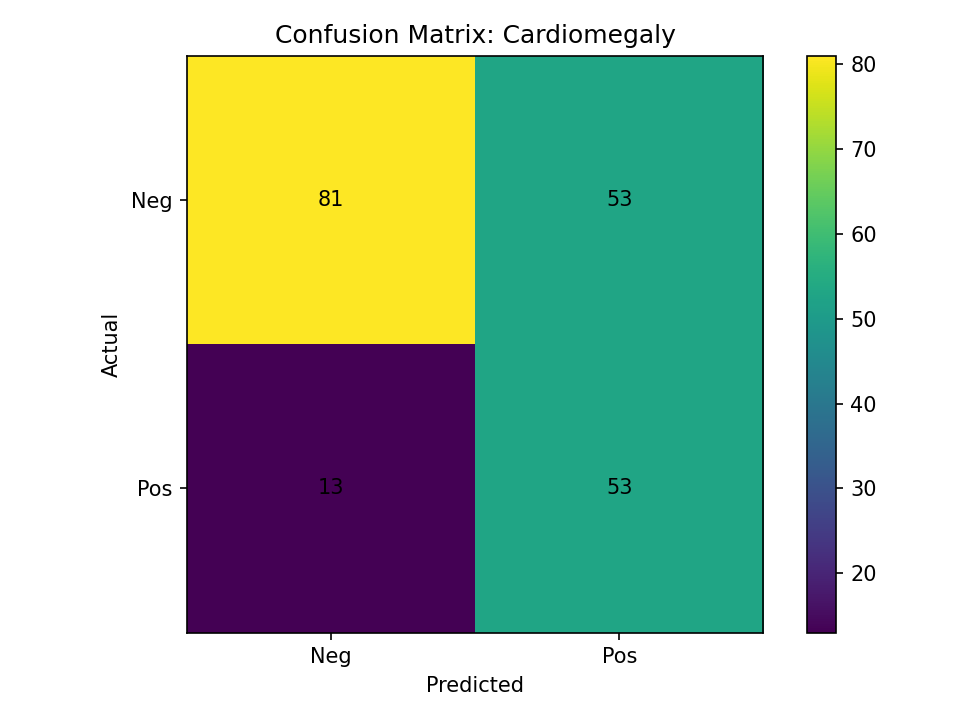 Confusion Matrix: Cardiomegaly
80
70
60
50
40
30
20
Neg
81
53
Actual
Pos
13
53
Neg
Pos
Predicted